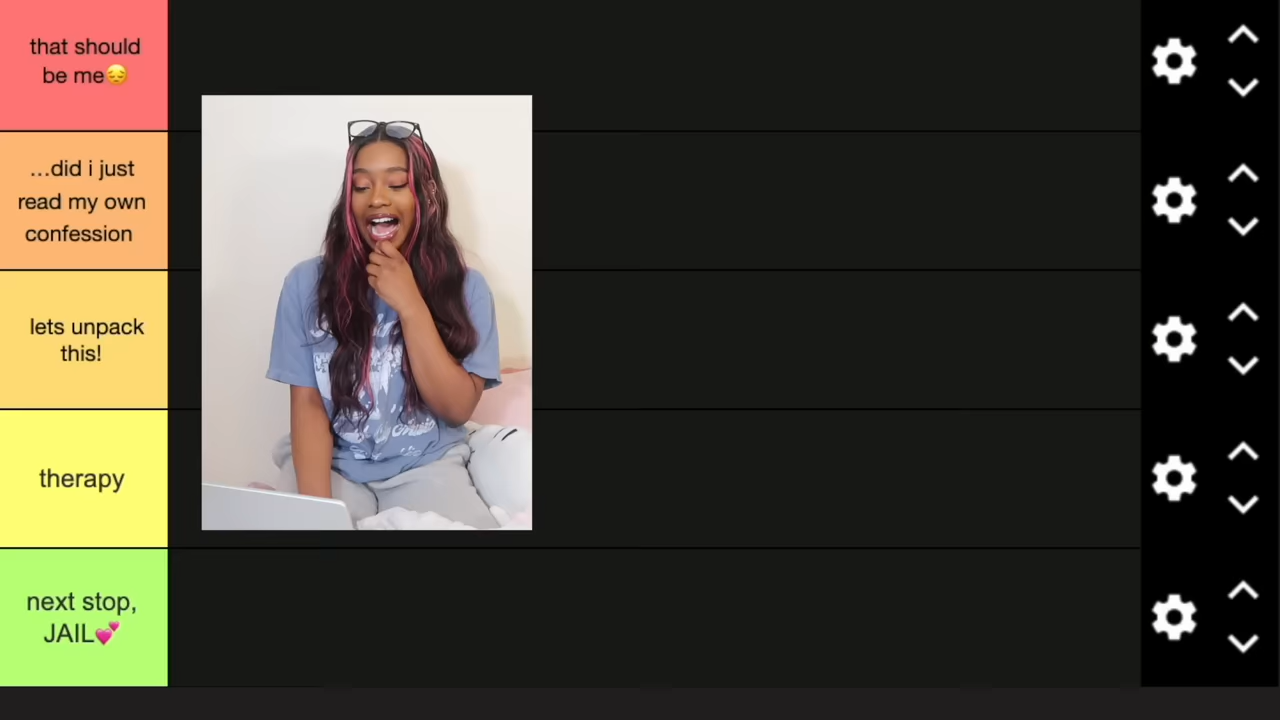 that should
be me😔
...did i just
read my own
confession
lets unpack
this!
therapy
next stop,
JAIL💕